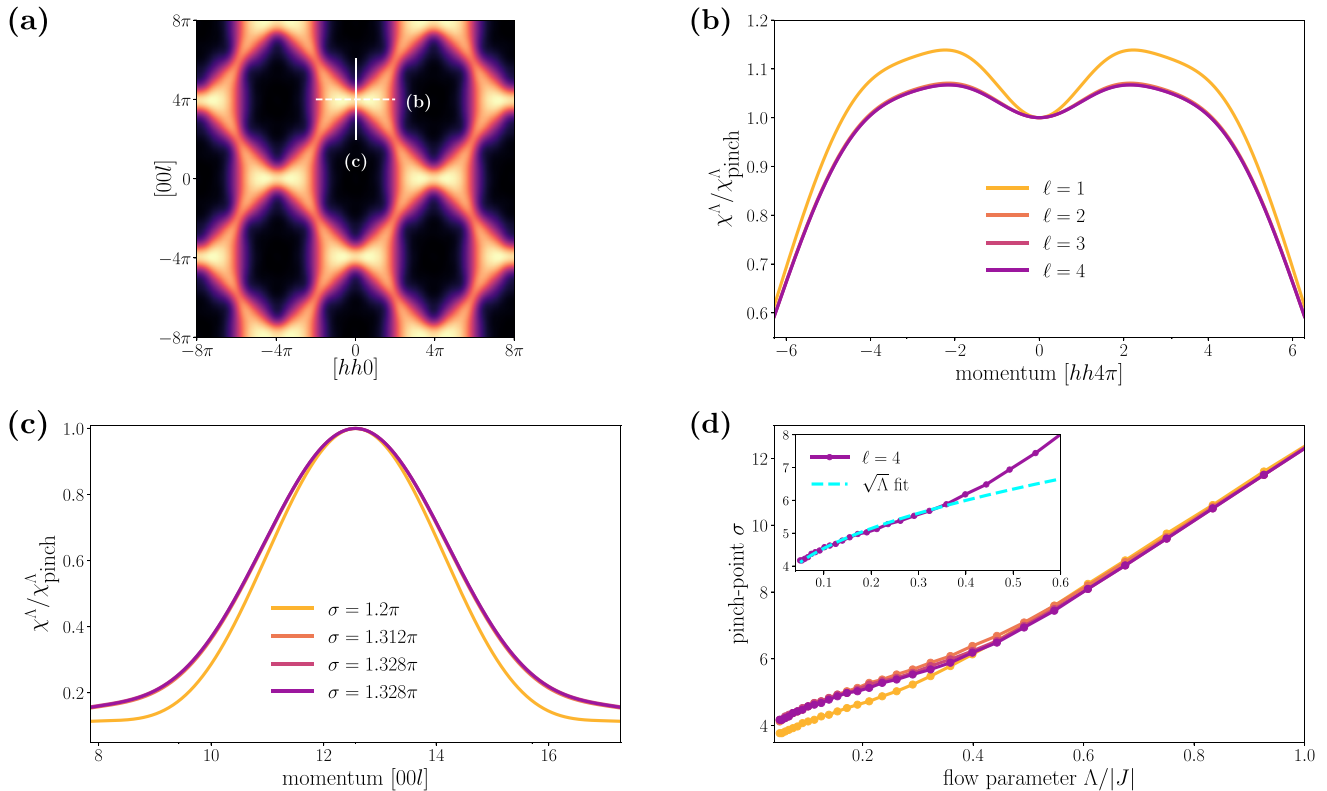 (a)
8π
4π
0
−4π
−8π
[00l]
(b)
(c)
−8π
−4π
0
4π
8π
[hh0]
(b)
1.2
1.1
1.0
0.9
0.8
0.7
0.6
χ^Λ/χ^Λ_pinch
ℓ = 1
ℓ = 2
ℓ = 3
ℓ = 4
−6
−4
−2
0
2
4
6
momentum [hh4π]
(c)
1.0
0.8
0.6
0.4
0.2
χ^Λ/χ^Λ_pinch
σ = 1.2π
σ = 1.312π
σ = 1.328π
σ = 1.328π
8
10
12
14
16
momentum [00l]
(d)
12
10
8
6
4
pinch-point σ
8
7
6
5
4
ℓ = 4
√Λ fit
0.1
0.2
0.3
0.4
0.5
0.6
0.2
0.4
0.6
0.8
1.0
flow parameter Λ/|J|